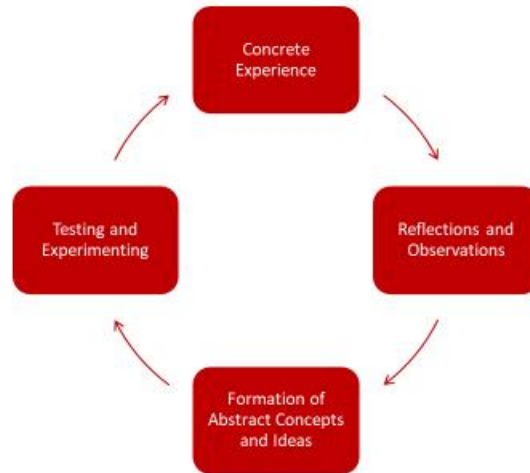 Concrete
Experience
Reflections and
Observations
Formation of
Abstract Concepts
and Ideas
Testing and
Experimenting